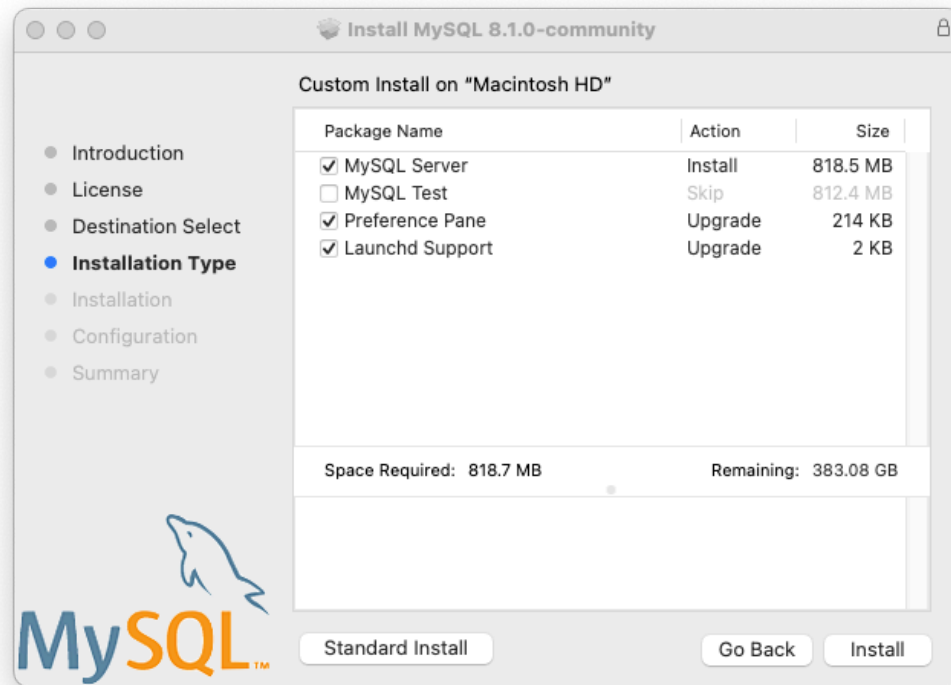 Install MySQL 8.1.0-community
Custom Install on “Macintosh HD”
Introduction
License
Destination Select
Installation Type
Installation
Configuration
Summary
Package Name Action Size
MySQL Server Install 818.5 MB
MySQL Test Skip 812.4 MB
Preference Pane Upgrade 214 KB
Launchd Support Upgrade 2 KB
Space Required: 818.7 MB Remaining: 383.08 GB
MySQL™
Standard Install Go Back Install